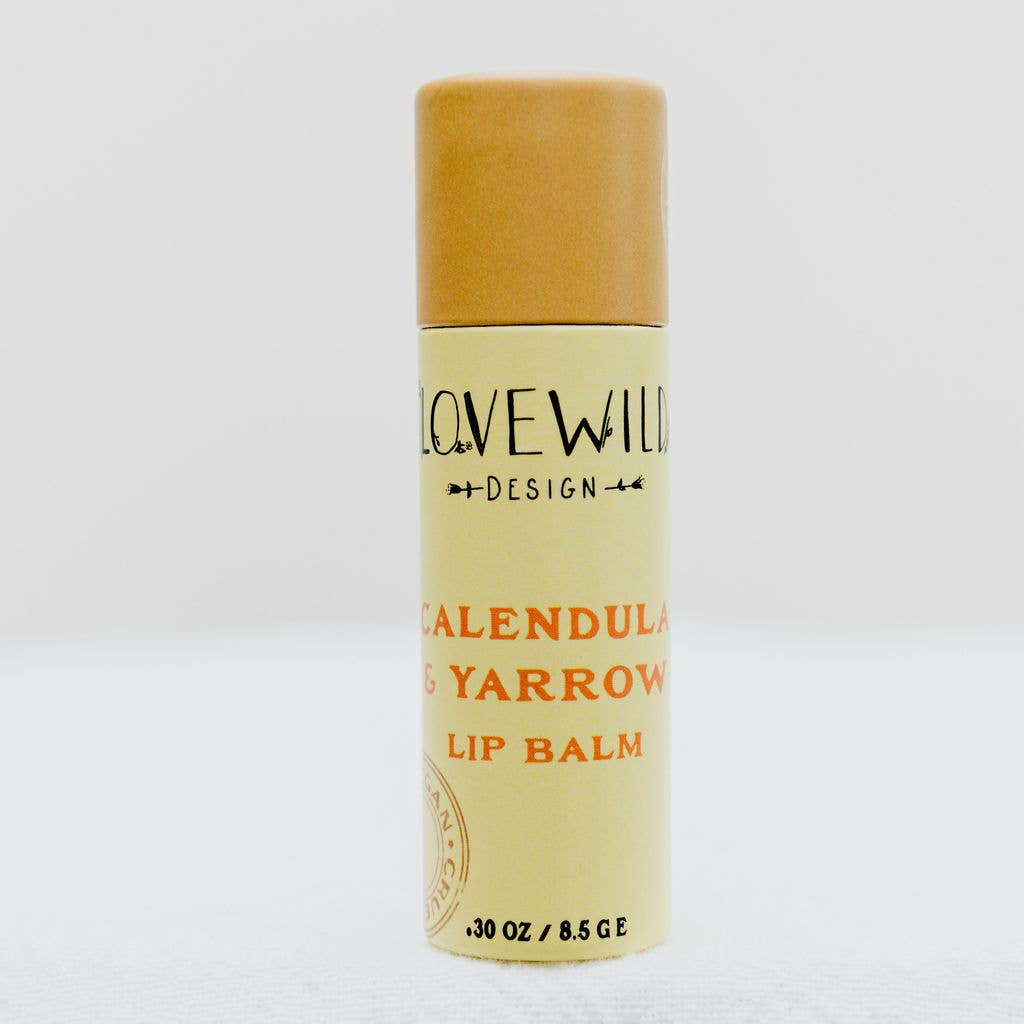 LOVEWILD
DESIGN
CALENDULA
& YARROW
LIP BALM
.30 OZ / 8.5 G E